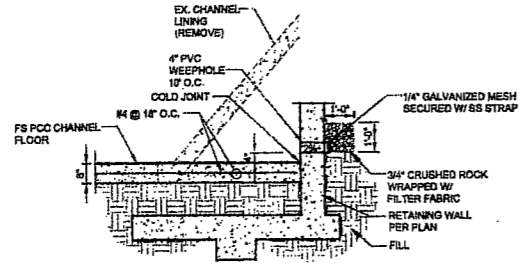 EX. CHANNEL
LINING
(REMOVE)
4" PVC
WEEPHOLE
10' O.C.
COLD JOINT
#4 @ 18" O.C.
FS PCC CHANNEL
FLOOR
1'-0"
1'-0"
1/4" GALVANIZED MESH
SECURED W/ SS STRAP
3/4" CRUSHED ROCK
WRAPPED W/
FILTER FABRIC
RETAINING WALL
PER PLAN
FILL